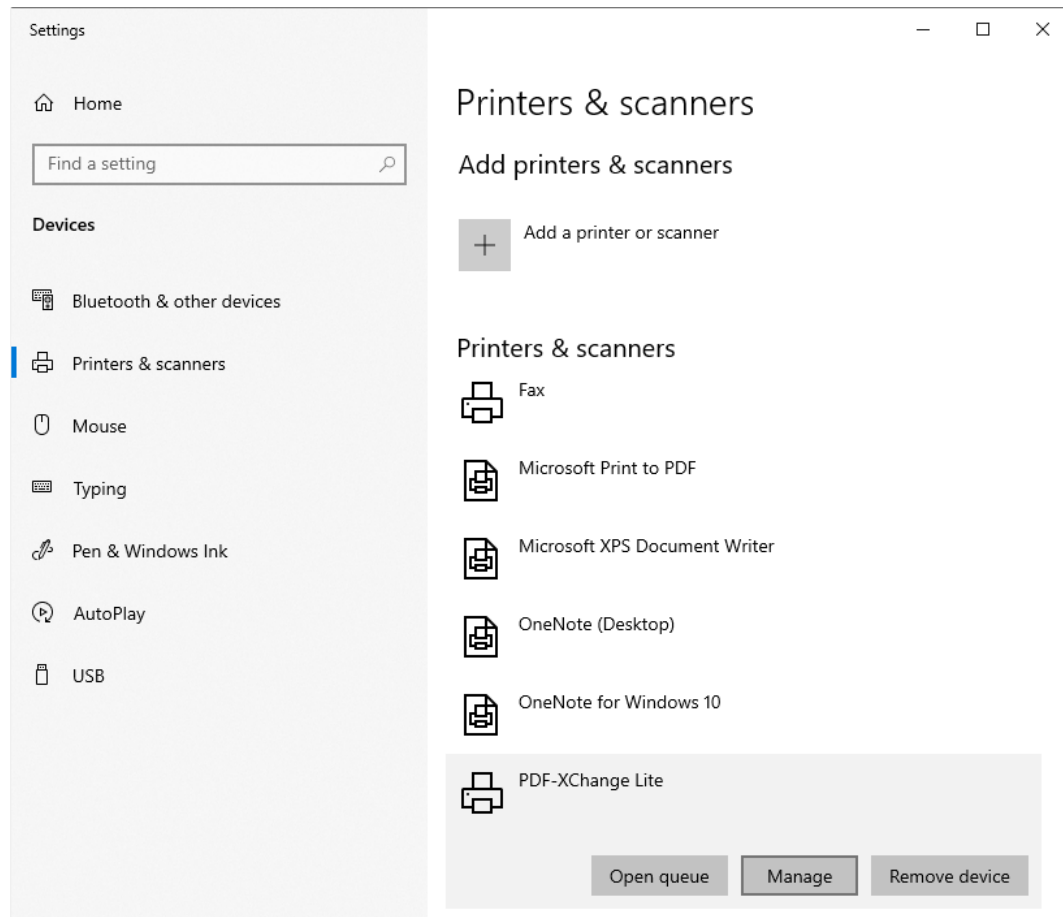 Settings
Home
Find a setting
Devices
Bluetooth & other devices
Printers & scanners
Mouse
Typing
Pen & Windows Ink
AutoPlay
USB
Printers & scanners
Add printers & scanners
Add a printer or scanner
Printers & scanners
Fax
Microsoft Print to PDF
Microsoft XPS Document Writer
OneNote (Desktop)
OneNote for Windows 10
PDF-XChange Lite
Open queue Manage Remove device